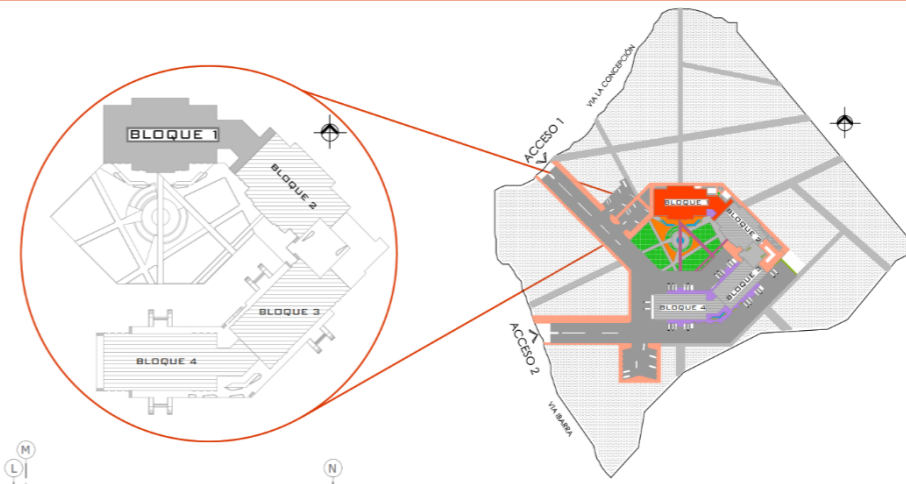 BLOQUE 1
BLOQUE 2
BLOQUE 3
BLOQUE 4
M
L
N
VIA LA CONCEPCIÓN
ACCESO 1
BLOQUE
BLOQUE 2
BLOQUE 3
BLOQUE 4
ACCESO 2
VIA IBARRA